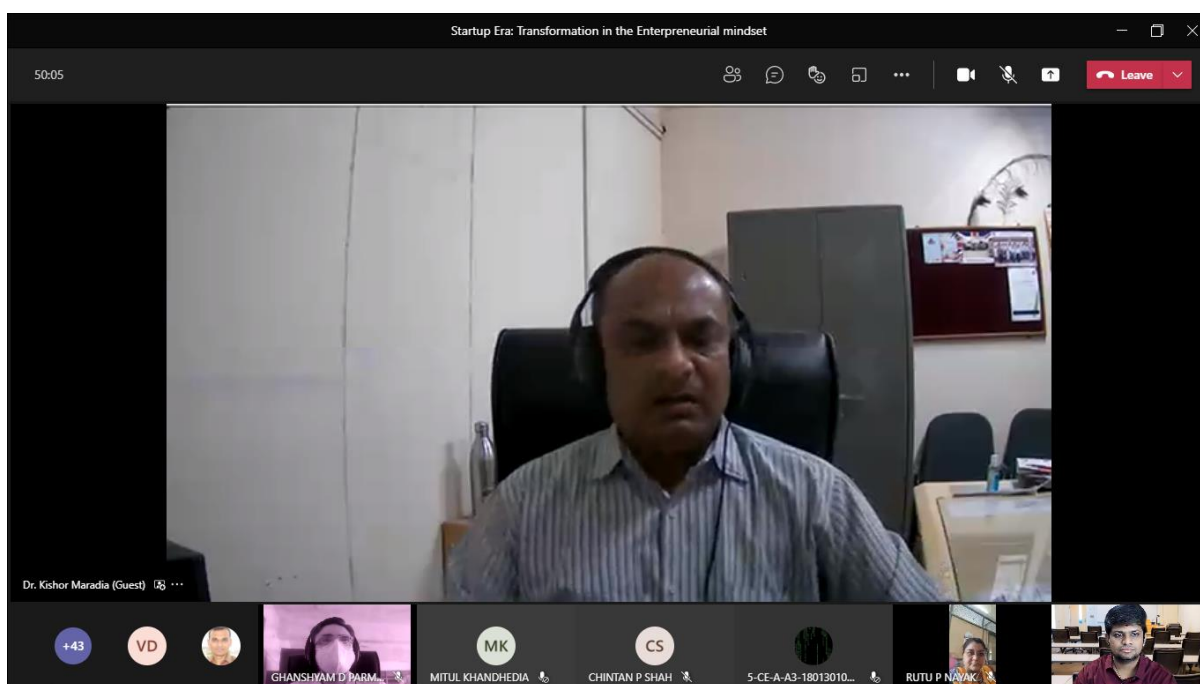 Startup Era: Transformation in the Enterpreneurial mindset
50:05
Leave
Dr. Kishor Maradia (Guest)
+43
VD
GHANSHYAM D PARM...
MK
MITUL KHANDHEDIA
CS
CHINTAN P SHAH
5-CE-A-A3-18013010...
RUTU P NAYAK